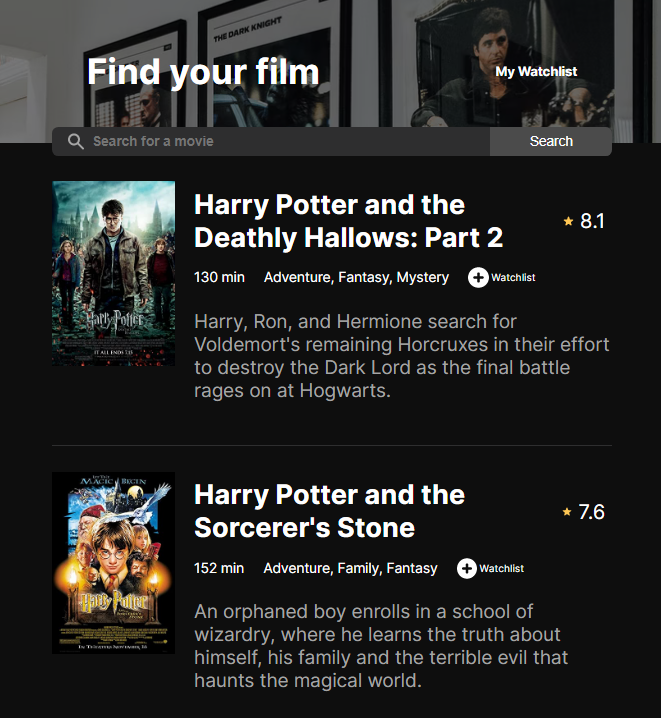 THE DARK KNIGHT
Find your film
My Watchlist
Search for a movie
Search
Harry Potter and the
Deathly Hallows: Part 2
8.1
130 min
Adventure, Fantasy, Mystery
Watchlist
Harry, Ron, and Hermione search for
Voldemort's remaining Horcruxes in their effort
to destroy the Dark Lord as the final battle
rages on at Hogwarts.
Harry Potter
IT ALL ENDS 7.15
Harry Potter and the
Sorcerer's Stone
7.6
152 min
Adventure, Family, Fantasy
Watchlist
An orphaned boy enrolls in a school of
wizardry, where he learns the truth about
himself, his family and the terrible evil that
haunts the magical world.
LET THE
MAGIC BEGIN
Harry Potter
IN THEATERS NOVEMBER 16